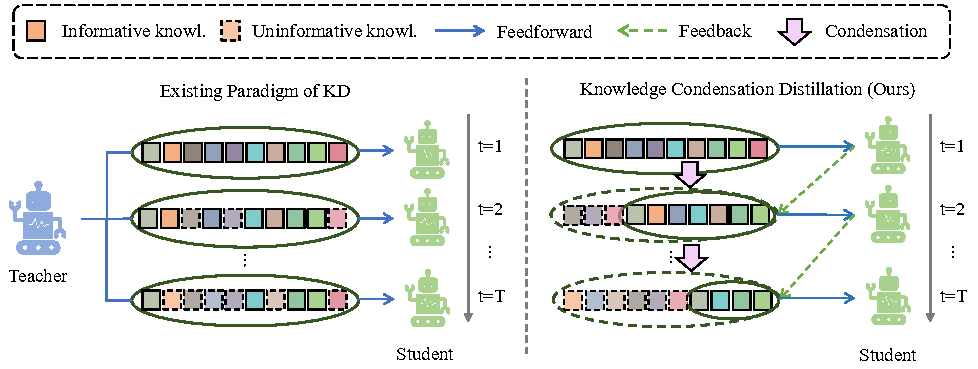 Informative knowl. Uninformative knowl. Feedforward Feedback Condensation
Existing Paradigm of KD
Knowledge Condensation Distillation (Ours)
t=1
t=2
⋮
t=T
Teacher
...
Student
t=1
t=2
⋮
t=T
⋮
Student